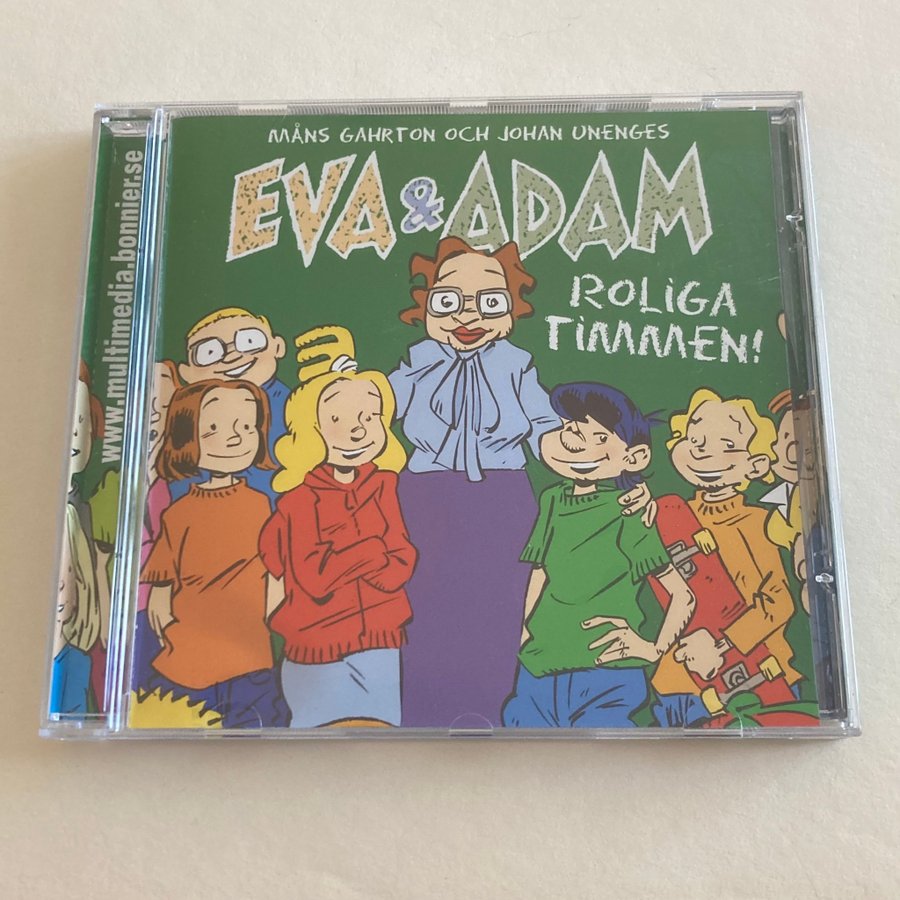 MÅNS GAHRTON OCH JOHAN UNENGES
EVA & ADAM
ROLIGA
TIMMEN!
www.multimedia.bonnier.se